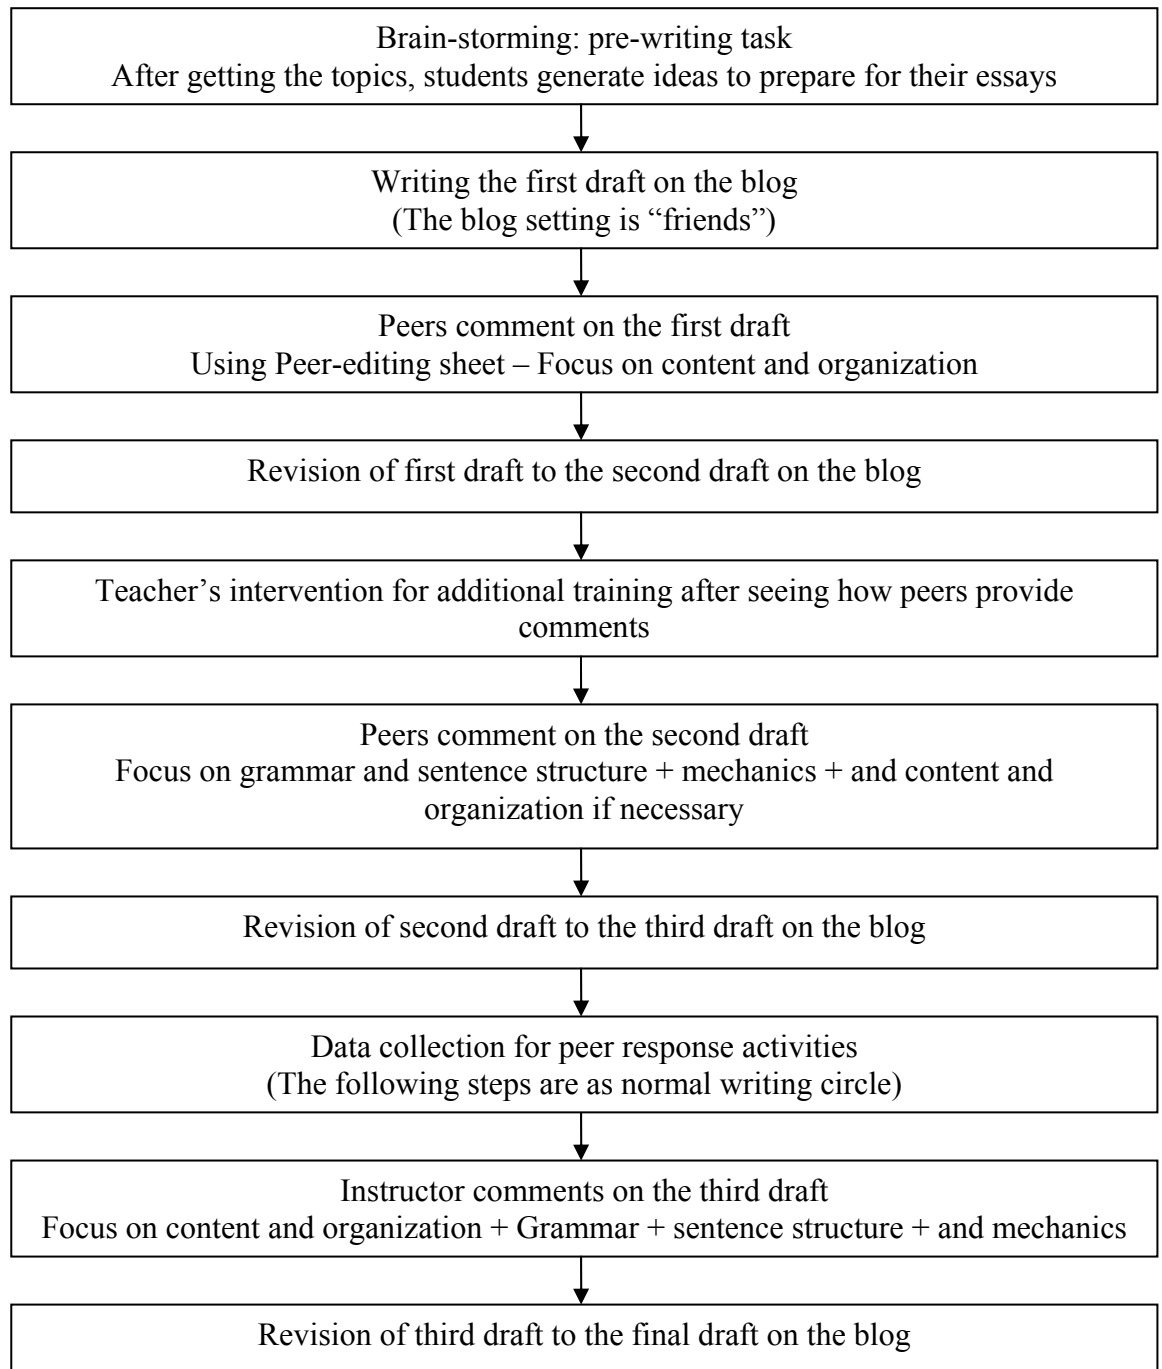 Brain-storming: pre-writing task
After getting the topics, students generate ideas to prepare for their essays
Writing the first draft on the blog
(The blog setting is “friends”)
Peers comment on the first draft
Using Peer-editing sheet – Focus on content and organization
Revision of first draft to the second draft on the blog
Teacher’s intervention for additional training after seeing how peers provide
comments
Peers comment on the second draft
Focus on grammar and sentence structure + mechanics + and content and
organization if necessary
Revision of second draft to the third draft on the blog
Data collection for peer response activities
(The following steps are as normal writing circle)
Instructor comments on the third draft
Focus on content and organization + Grammar + sentence structure + and mechanics
Revision of third draft to the final draft on the blog